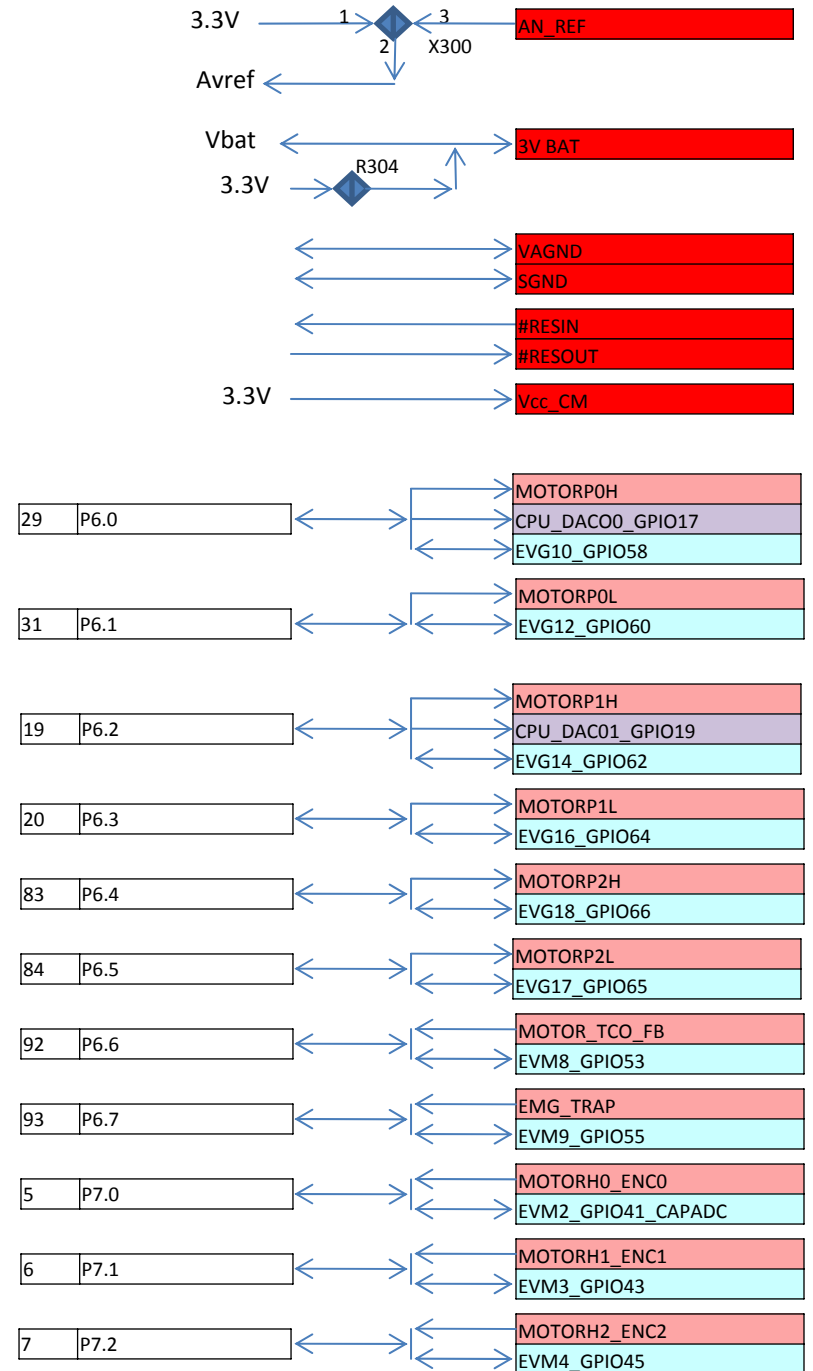 3.3V 1 3 AN_REF
2 X300
Avref
Vbat 3V BAT
R304
3.3V
VAGND
SGND
#RESIN
#RESOUT
3.3V Vcc_CM
MOTORP0H
29 P6.0 CPU_DACO0_GPIO17
EVG10_GPIO58
MOTORP0L
31 P6.1 EVG12_GPIO60
MOTORP1H
19 P6.2 CPU_DAC01_GPIO19
EVG14_GPIO62
MOTORP1L
20 P6.3 EVG16_GPIO64
MOTORP2H
83 P6.4 EVG18_GPIO66
MOTORP2L
84 P6.5 EVG17_GPIO65
MOTOR_TCO_FB
92 P6.6 EVM8_GPIO53
EMG_TRAP
93 P6.7 EVM9_GPIO55
MOTORH0_ENC0
5 P7.0 EVM2_GPIO41_CAPADC
MOTORH1_ENC1
6 P7.1 EVM3_GPIO43
MOTORH2_ENC2
7 P7.2 EVM4_GPIO45